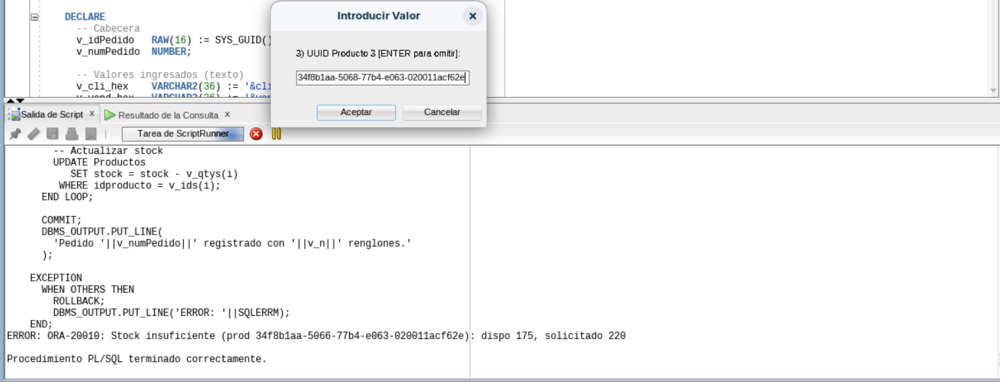 DECLARE
-- Cabecera
v_idPedido RAW(16) := SYS_GUID()
v_numPedido NUMBER;
-- Valores ingresados (texto)
v_cli_hex VARCHAR2(36) := '&cli
Introducir Valor
3) UUID Producto 3 [ENTER para omitir]:
34f8b1aa-5068-77b4-e063-020011acf62e
Aceptar Cancelar
Salida de Script x Resultado de la Consulta x
Tarea de ScriptRunner
-- Actualizar stock
UPDATE Productos
SET stock = stock - v_qtys(i)
WHERE idproducto = v_ids(i);
END LOOP;
COMMIT;
DBMS_OUTPUT.PUT_LINE(
'Pedido '||v_numPedido||' registrado con '||v_n||' renglones.'
);
EXCEPTION
WHEN OTHERS THEN
ROLLBACK;
DBMS_OUTPUT.PUT_LINE('ERROR: '||SQLERRM);
END;
ERROR: ORA-20010: Stock insuficiente (prod 34f8b1aa-5066-77b4-e063-020011acf62e): dispo 175, solicitado 220
Procedimiento PL/SQL terminado correctamente.